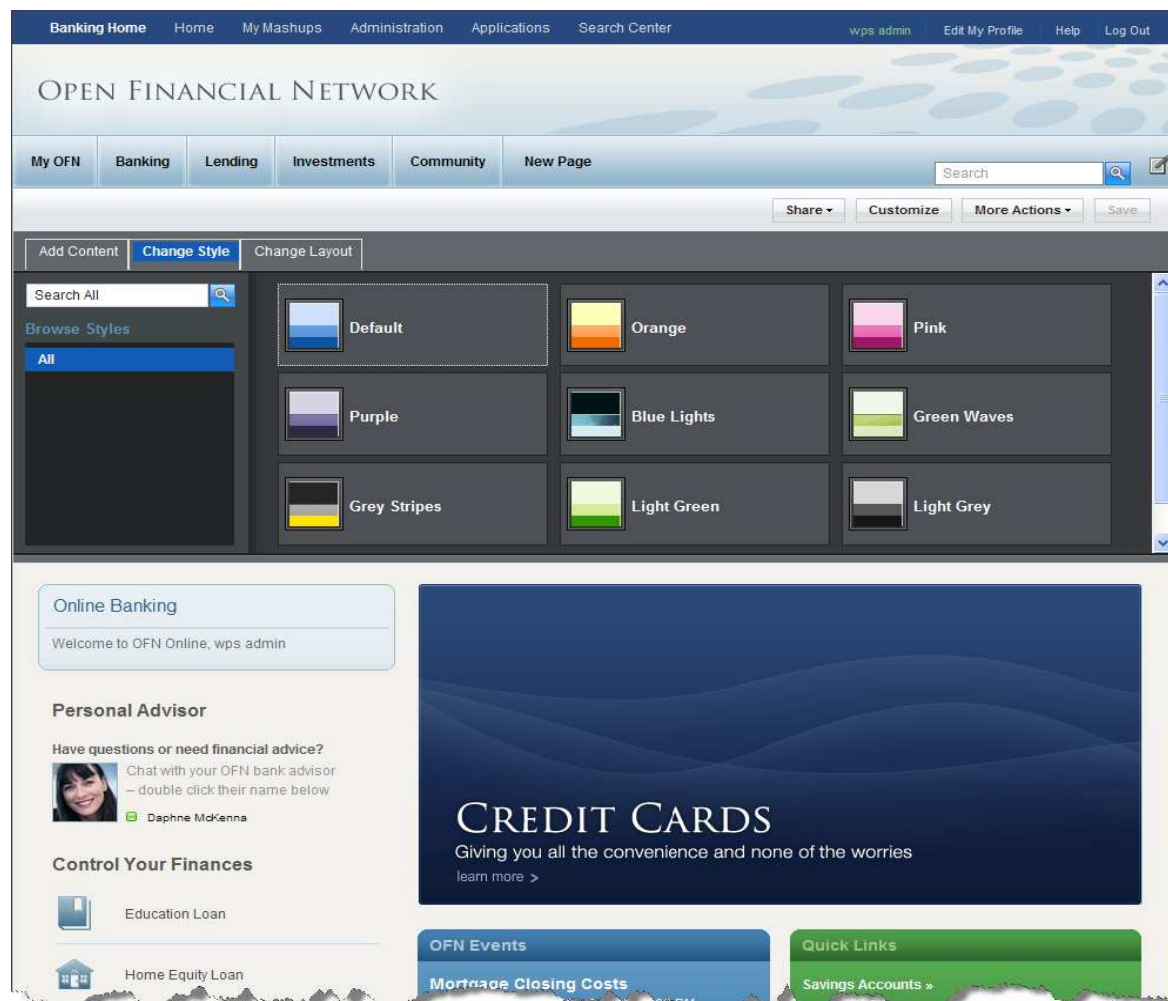 Banking Home Home My Mashups Administration Applications Search Center wps admin Edit My Profile Help Log Out
OPEN FINANCIAL NETWORK
My OFN Banking Lending Investments Community New Page Search
Share Customize More Actions Save
Add Content Change Style Change Layout
Search All
Browse Styles
All
Default Orange Pink
Purple Blue Lights Green Waves
Grey Stripes Light Green Light Grey
Online Banking
Welcome to OFN Online, wps admin
Personal Advisor
Have questions or need financial advice?
Chat with your OFN bank advisor
– double click their name below
Daphne McKenna
Control Your Finances
Education Loan
Home Equity Loan
CREDIT CARDS
Giving you all the convenience and none of the worries
learn more >
OFN Events
Mortgage Closing Costs
Quick Links
Savings Accounts »